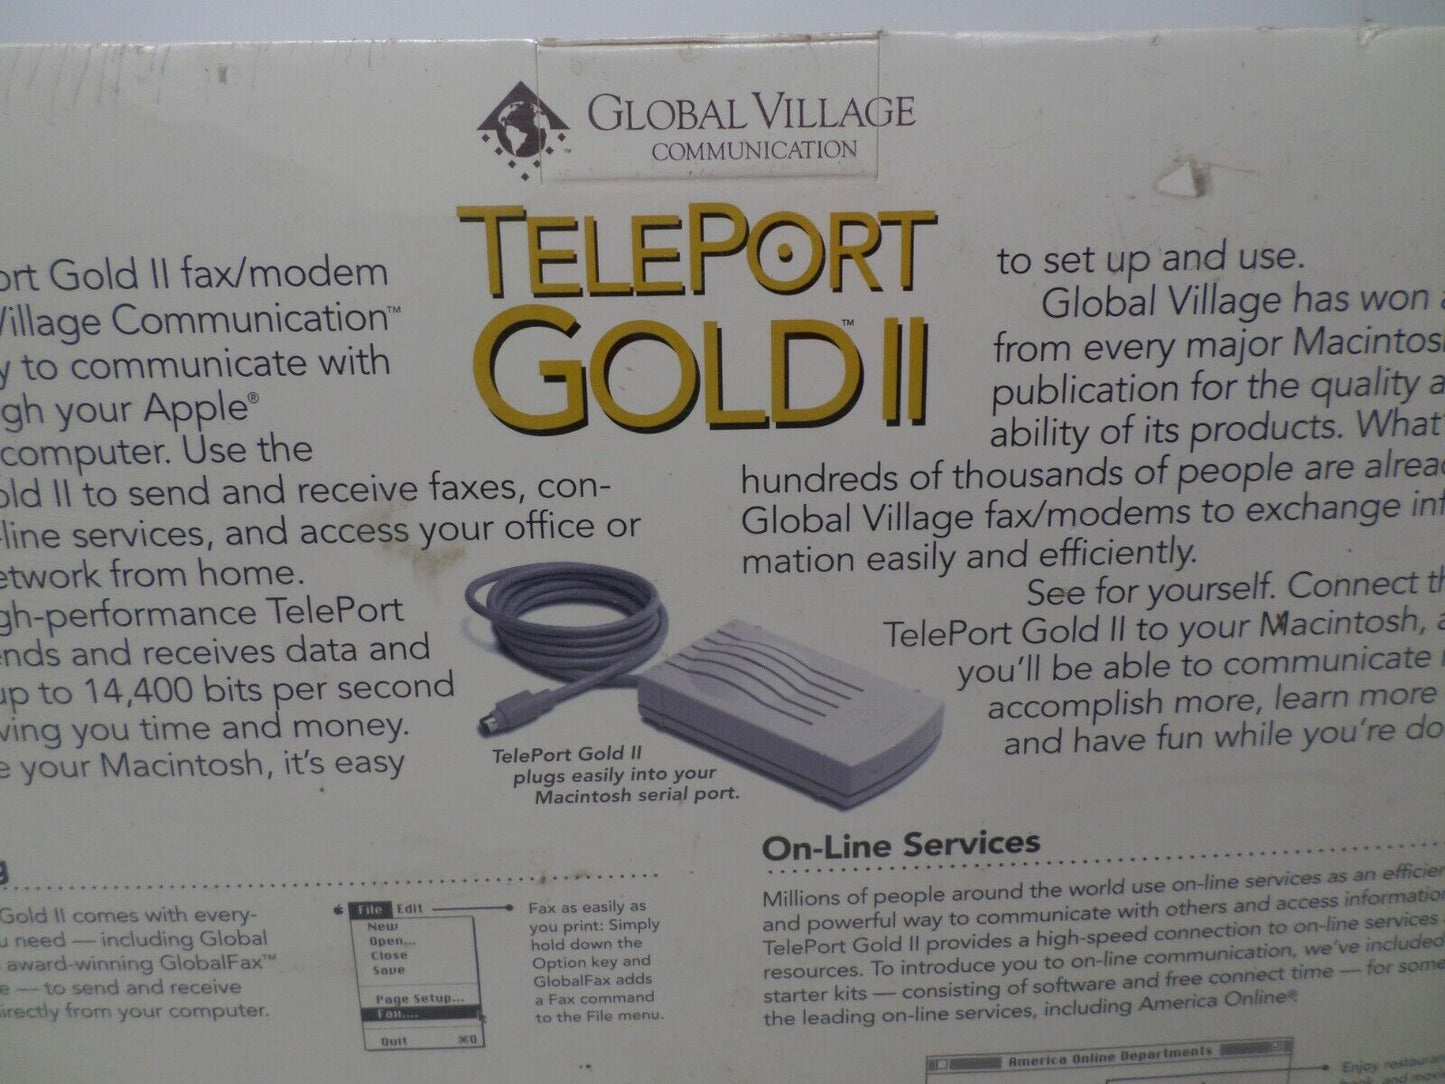 GLOBAL VILLAGE
COMMUNICATION
TELEPORT
GOLD™ II
ort Gold II fax/modem
Village Communication™
y to communicate with
gh your Apple®
computer. Use the
old II to send and receive faxes, con-
-line services, and access your office or
etwork from home.
gh-performance TelePort
ends and receives data and
up to 14,400 bits per second
ving you time and money.
e your Macintosh, it's easy
to set up and use.
Global Village has won a
from every major Macintos
publication for the quality a
ability of its products. What
hundreds of thousands of people are alrea
Global Village fax/modems to exchange inf
mation easily and efficiently.
See for yourself. Connect th
TelePort Gold II to your Macintosh, a
you'll be able to communicate
accomplish more, learn more
and have fun while you're do
TelePort Gold II
plugs easily into your
Macintosh serial port.
g
Gold II comes with every-
u need — including Global
award-winning GlobalFax™
e — to send and receive
irectly from your computer.
File Edit
New
Open...
Close
Save
Page Setup...
Fax...
Quit ⌘Q
Fax as easily as
you print: Simply
hold down the
Option key and
GlobalFax adds
a Fax command
to the File menu.
On-Line Services
Millions of people around the world use on-line services as an efficien
and powerful way to communicate with others and access information
TelePort Gold II provides a high-speed connection to on-line services
resources. To introduce you to on-line communication, we've included
starter kits — consisting of software and free connect time — for some
the leading on-line services, including America Online®
America Online Departments
Enjoy restauran
and movi